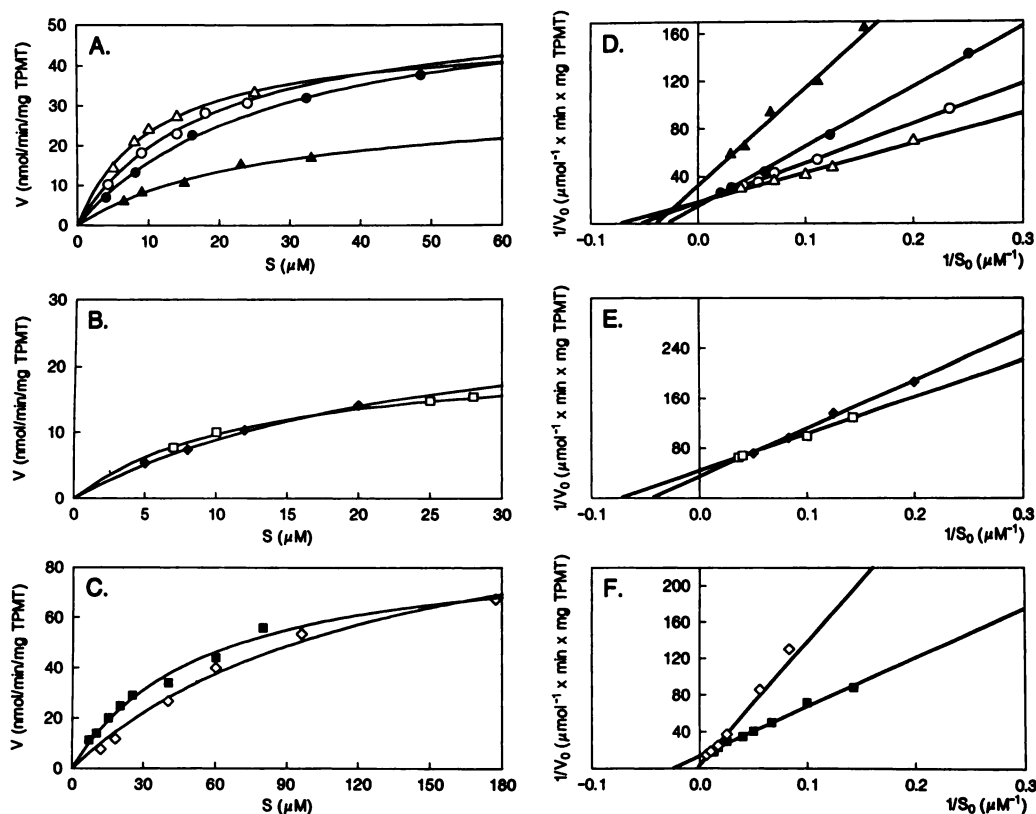 A.
V (nmol/min/mg TPMT)
50
40
30
20
10
0
0 10 20 30 40 50 60
S (μM)
D.
1/V₀ (μmol⁻¹ x min x mg TPMT)
160
120
80
40
−0.1 0.0 0.1 0.2 0.3
1/S₀ (μM⁻¹)
B.
V (nmol/min/mg TPMT)
30
20
10
0
0 5 10 15 20 25 30
S (μM)
E.
1/V₀ (μmol⁻¹ x min x mg TPMT)
240
160
80
−0.1 0.0 0.1 0.2 0.3
1/S₀ (μM⁻¹)
C.
V (nmol/min/mg TPMT)
80
60
40
20
0
0 30 60 90 120 150 180
S (μM)
F.
1/V₀ (μmol⁻¹ x min x mg TPMT)
200
160
120
80
40
−0.1 0.0 0.1 0.2 0.3
1/S₀ (μM⁻¹)